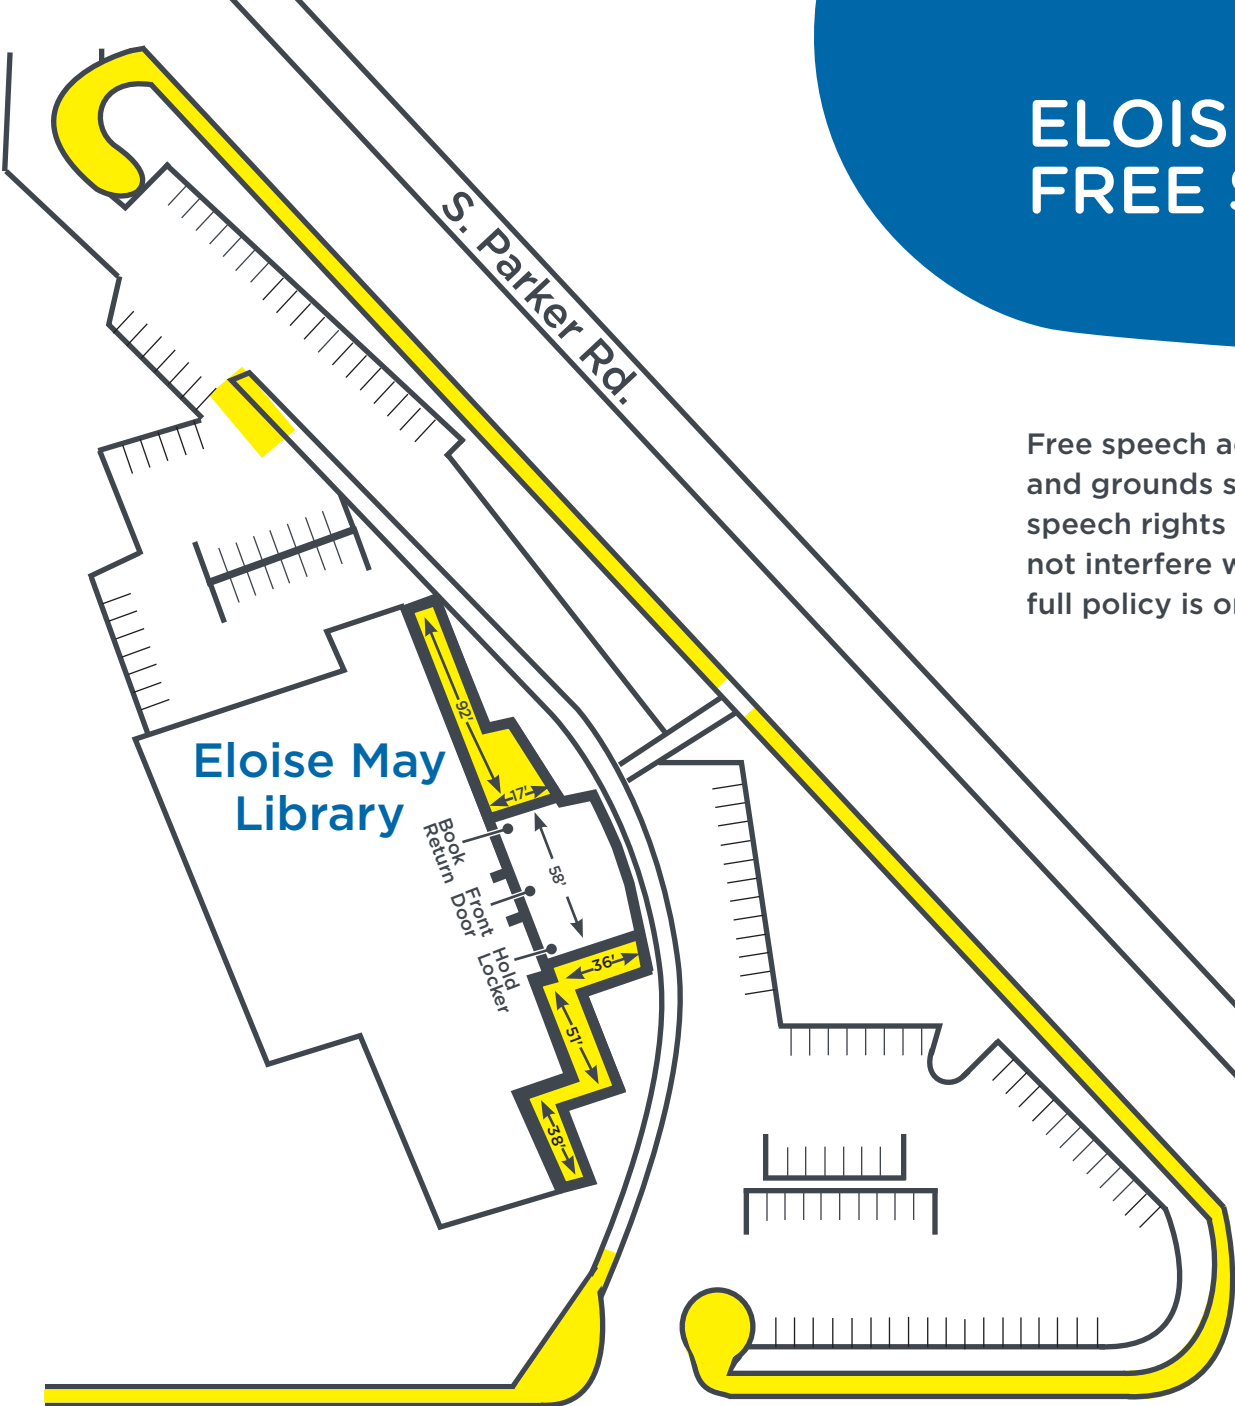 ELOIS
FREE
S. Parker Rd.
Free speech
and grounds
speech rights
not interfere
full policy is
Eloise May
Library
92'
17'
Book
Return
58'
Front
Door
Hold
Locker
36'
51'
38'